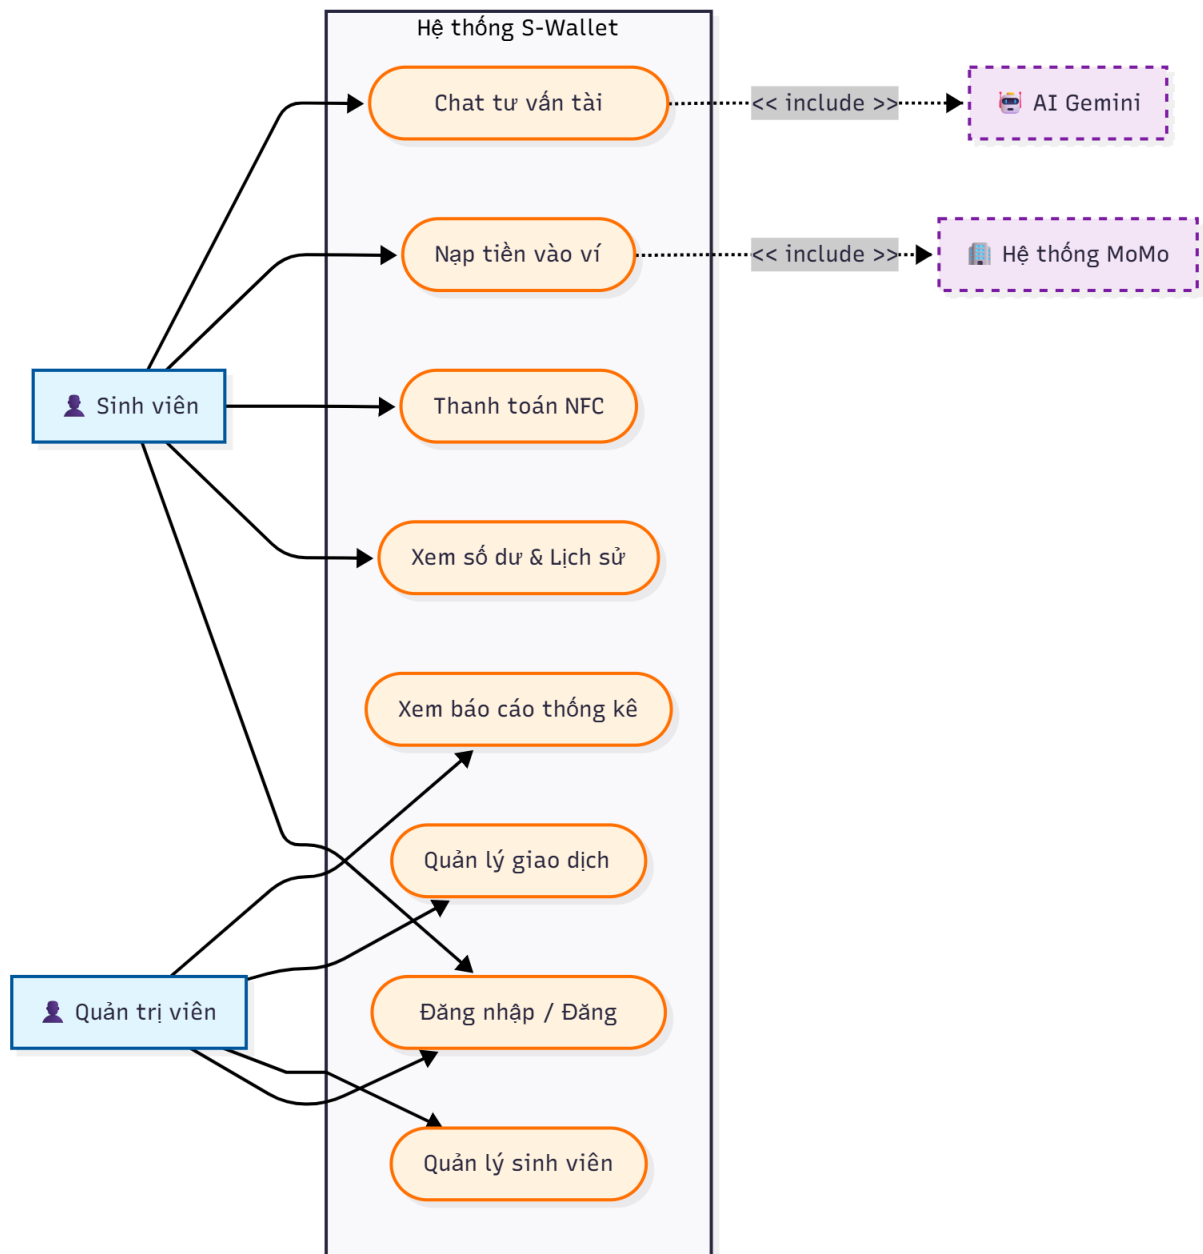 Hệ thống S-Wallet
Chat tư vấn tài
<< include >>
AI Gemini
Nạp tiền vào ví
<< include >>
Hệ thống MoMo
Sinh viên
Thanh toán NFC
Xem số dư & Lịch sử
Xem báo cáo thống kê
Quản lý giao dịch
Quản trị viên
Đăng nhập / Đăng
Quản lý sinh viên